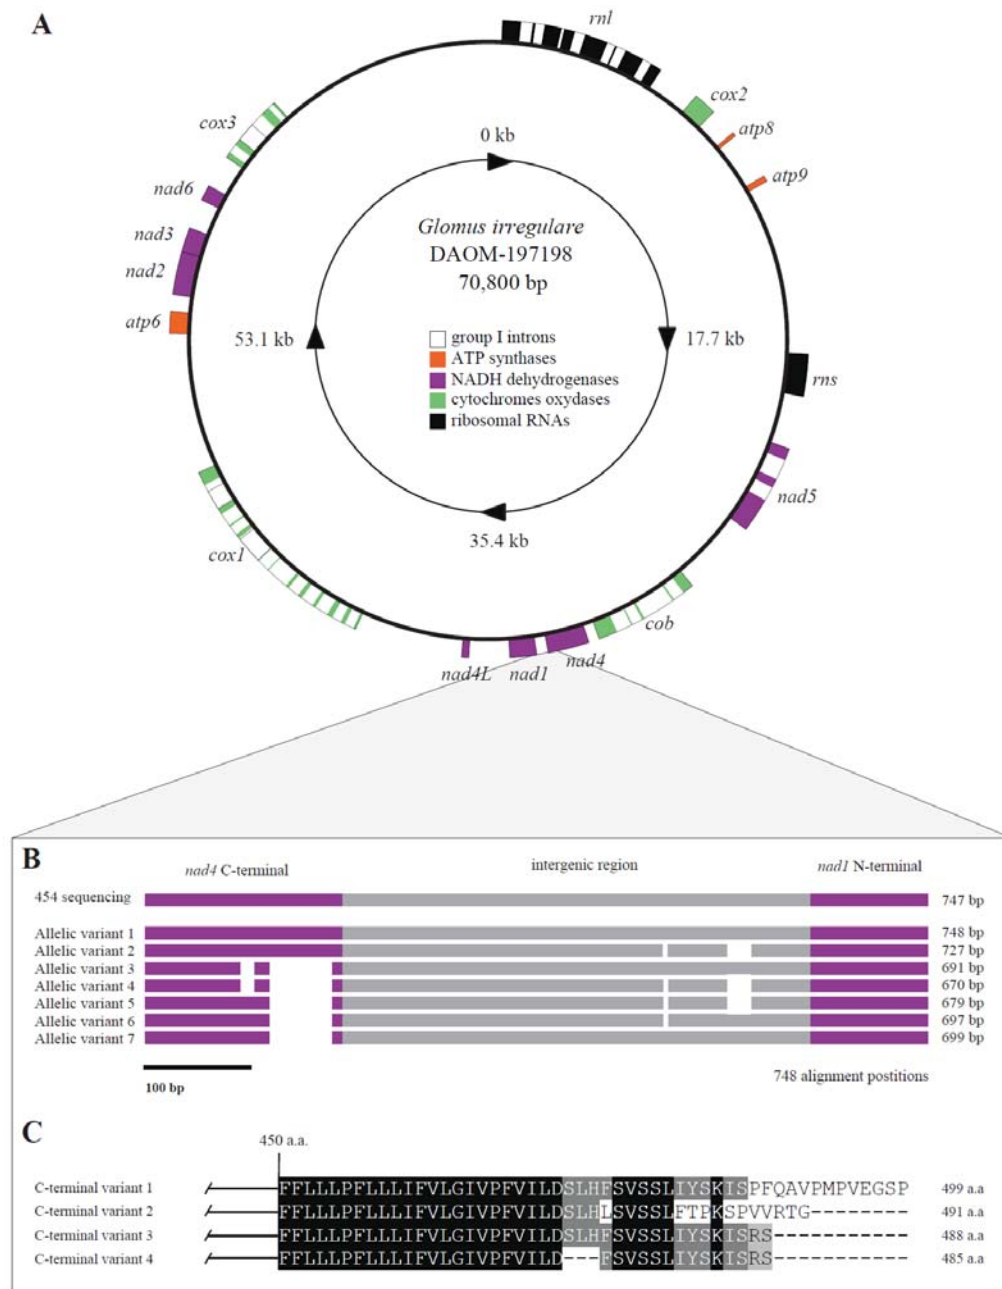 A
rnl
cox2
atp8
atp9
cox3
nad6
nad3
nad2
atp6
0 kb
Glomus irregulare
DAOM-197198
70,800 bp
53.1 kb
17.7 kb
group I introns
ATP synthases
NADH dehydrogenases
cytochromes oxydases
ribosomal RNAs
rns
nad5
35.4 kb
cox1
cob
nad4L
nad1
nad4
B
nad4 C-terminal
intergenic region
nad1 N-terminal
454 sequencing 747 bp
Allelic variant 1 748 bp
Allelic variant 2 727 bp
Allelic variant 3 691 bp
Allelic variant 4 670 bp
Allelic variant 5 679 bp
Allelic variant 6 697 bp
Allelic variant 7 699 bp
100 bp
748 alignment postitions
C
450 a.a.
C-terminal variant 1 FFLLLPFLLLIFVLGIVPFVILDSLHFSVSSLIYSKISPFQAVPMPVEGSP 499 a.a
C-terminal variant 2 FFLLLPFLLLIFVLGIVPFVILDSLHLSVSSLFTPKSPVVRTG-------- 491 a.a
C-terminal variant 3 FFLLLPFLLLIFVLGIVPFVILDSLHFSVSSLIYSKISRS----------- 488 a.a
C-terminal variant 4 FFLLLPFLLLIFVLGIVPFVILD---FSVSSLIYSKISRS----------- 485 a.a